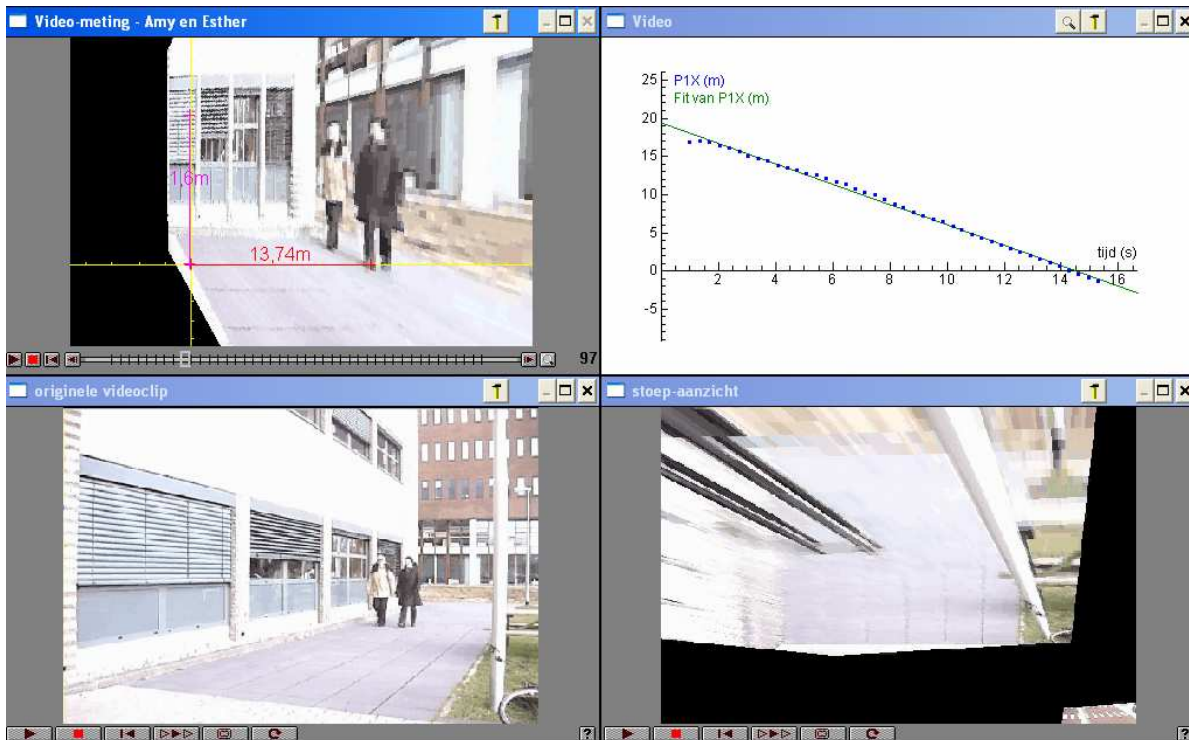 Video-meting - Amy en Esther
1,6m
13,74m
97
Video
P1X (m)
Fit van P1X (m)
25
20
15
10
5
0
-5
2 4 6 8 10 12 14 16
tijd (s)
originele videoclip
?
stoep-aanzicht
?